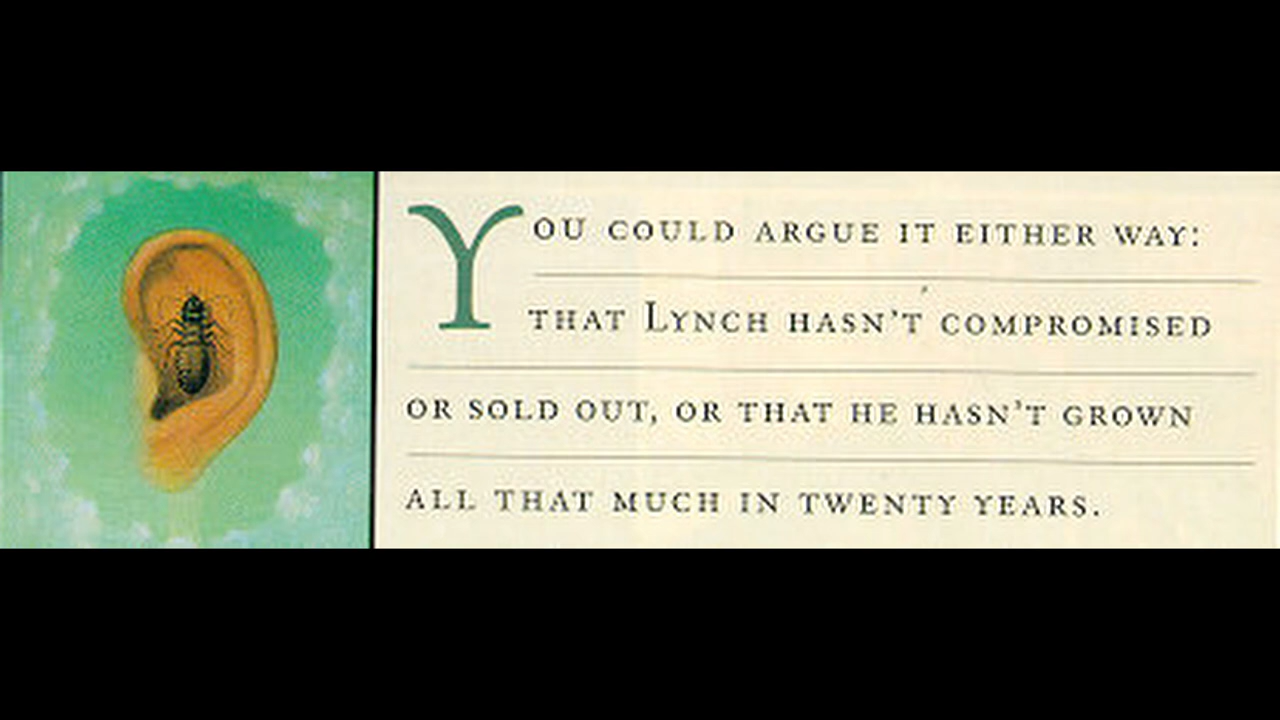 YOU COULD ARGUE IT EITHER WAY:
THAT LYNCH HASN'T COMPROMISED
OR SOLD OUT, OR THAT HE HASN'T GROWN
ALL THAT MUCH IN TWENTY YEARS.